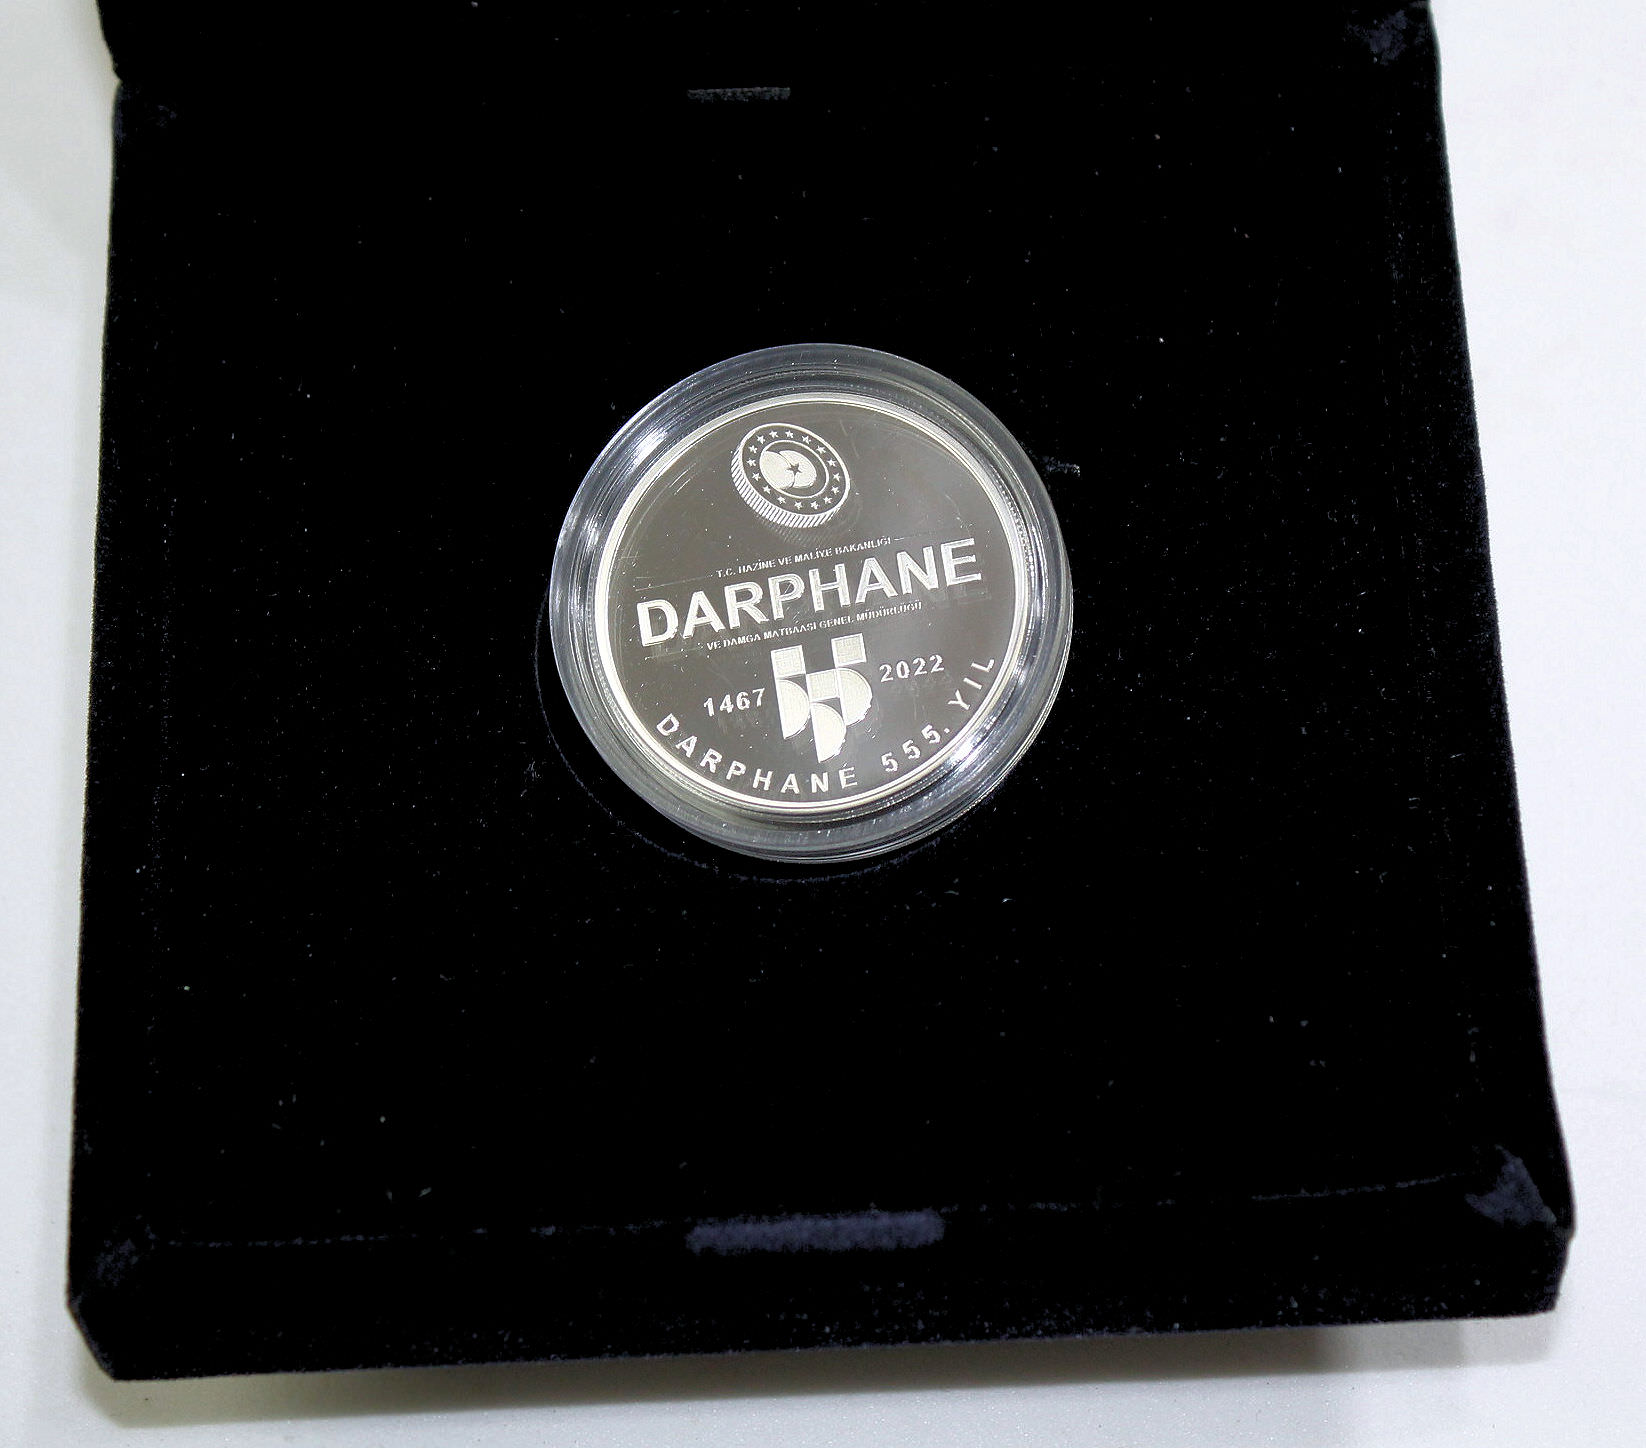 T.C. HAZİNE VE MALİYE BAKANLIĞI
DARPHANE
VE DAMGA MATBAASI GENEL MÜDÜRLÜĞÜ
1467 2022
DARPHANE 555. YIL